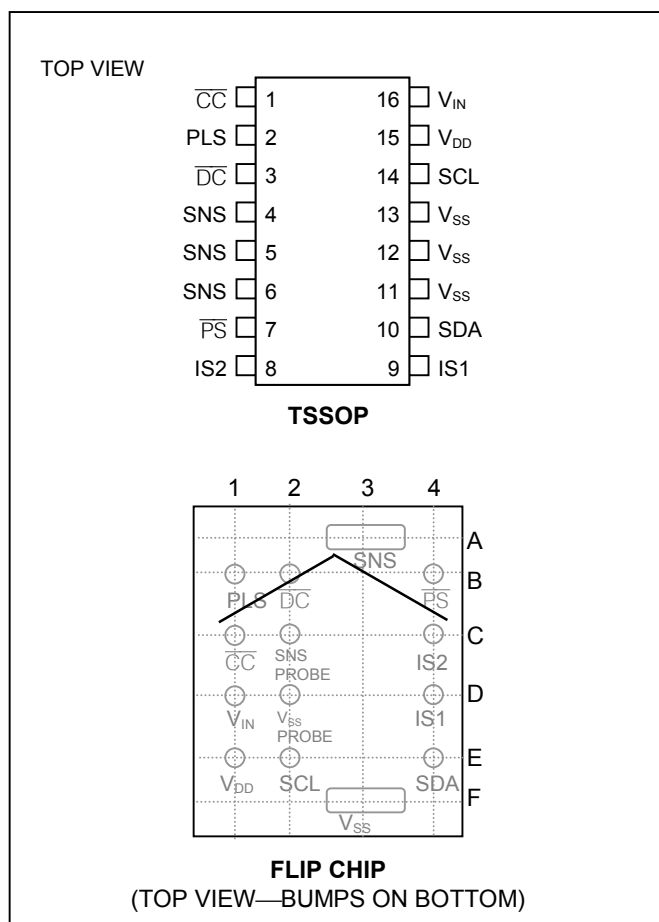 TOP VIEW
C̅C̅ 1 16 V_IN
PLS 2 15 V_DD
D̅C̅ 3 14 SCL
SNS 4 13 V_SS
SNS 5 12 V_SS
SNS 6 11 V_SS
P̅S̅ 7 10 SDA
IS2 8 9 IS1
TSSOP
1 2 3 4
A
SNS
B
PLS D̅C̅ P̅S̅
C
C̅C̅ SNS PROBE IS2
D
V_IN V_SS PROBE IS1
E
V_DD SCL SDA
F
V_SS
FLIP CHIP
(TOP VIEW—BUMPS ON BOTTOM)